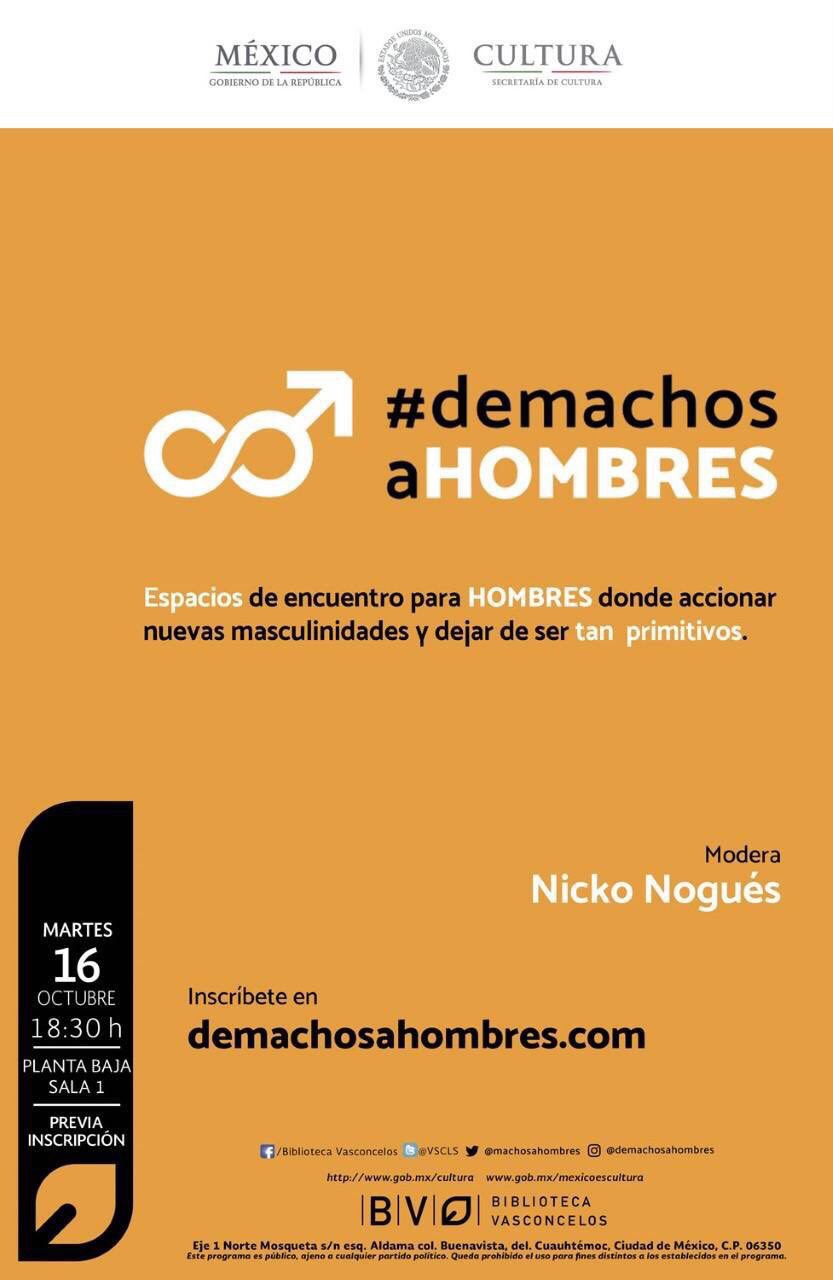 MÉXICO
GOBIERNO DE LA REPÚBLICA
ESTADOS UNIDOS MEXICANOS
CULTURA
SECRETARÍA DE CULTURA
#demachos
aHOMBRES
Espacios de encuentro para HOMBRES donde accionar
nuevas masculinidades y dejar de ser tan primitivos.
Modera
Nicko Nogués
MARTES
16
OCTUBRE
18:30 h
PLANTA BAJA
SALA 1
PREVIA
INSCRIPCIÓN
Inscríbete en
demachosahombres.com
/Biblioteca Vasconcelos @VSCLS @machosahombres @demachosahombres
http://www.gob.mx/cultura www.gob.mx/mexicoescultura
|B|V| | BIBLIOTECA
VASCONCELOS
Eje 1 Norte Mosqueta s/n esq. Aldama col. Buenavista, del. Cuauhtémoc, Ciudad de México, C.P. 06350
Este programa es público, ajeno a cualquier partido político. Queda prohibido el uso para fines distintos a los establecidos en el programa.